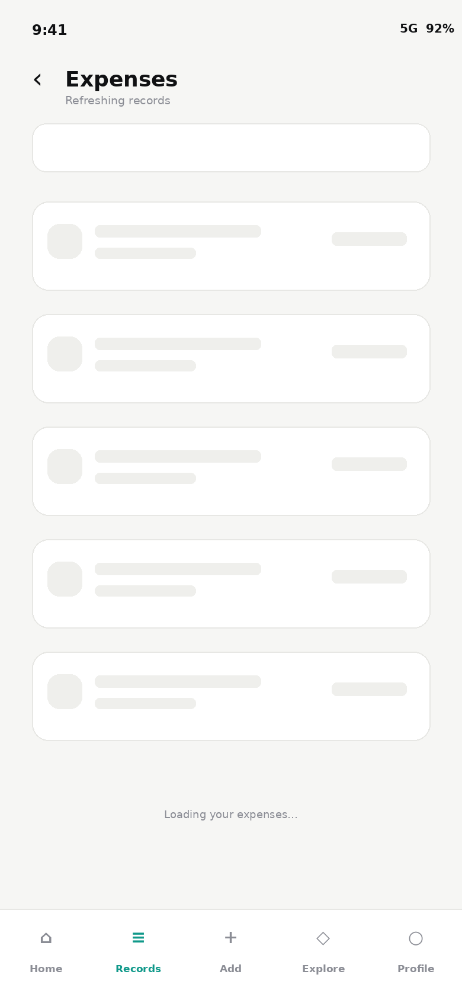 9:41
5G 92%
Expenses
Refreshing records
Loading your expenses...
Home
Records
Add
Explore
Profile